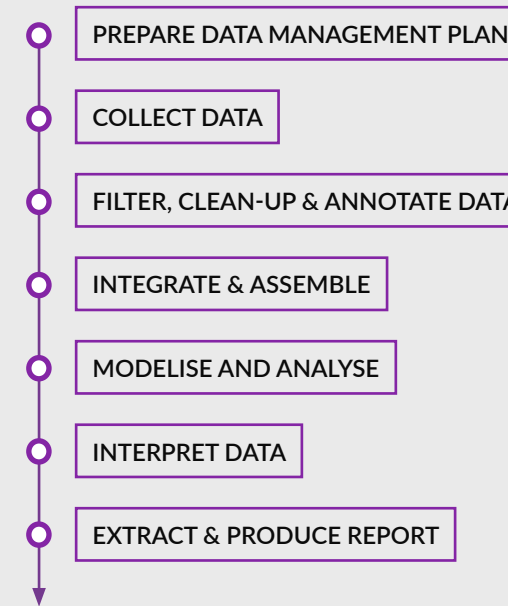 PREPARE DATA MANAGEMENT PLAN
COLLECT DATA
FILTER, CLEAN-UP & ANNOTATE DATA
INTEGRATE & ASSEMBLE
MODELISE AND ANALYSE
INTERPRET DATA
EXTRACT & PRODUCE REPORT